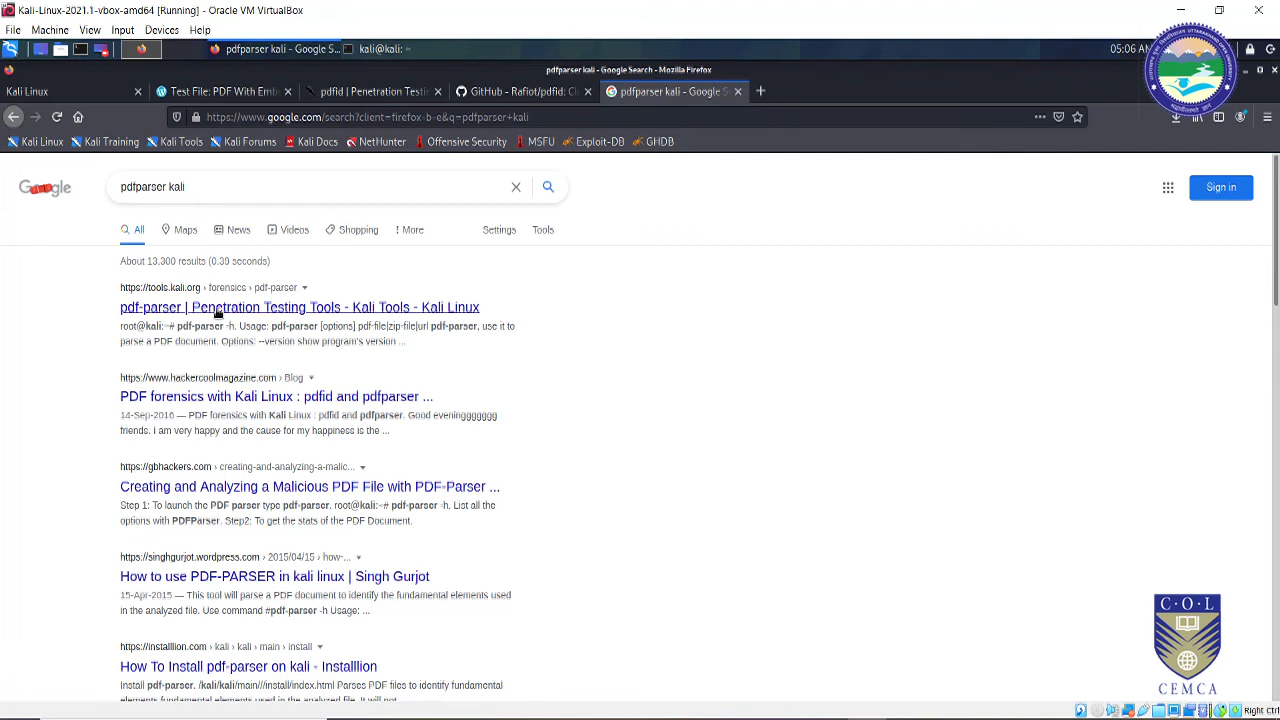 Kali-Linux-2021.1-vbox-amd64 [Running] - Oracle VM VirtualBox
File Machine View Input Devices Help
pdfparser kali - Google S... kali@kali: ~ 05:06 AM
pdfparser kali - Google Search - Mozilla Firefox
Kali Linux Test File: PDF With Emb pdfid | Penetration Testin GitHub - Rafiot/pdfid: Cl pdfparser kali - Google S
https://www.google.com/search?client=firefox-b-e&q=pdfparser+kali
Kali Linux Kali Training Kali Tools Kali Forums Kali Docs NetHunter Offensive Security MSFU Exploit-DB GHDB
pdfparser kali
Sign in
All Maps News Videos Shopping More Settings Tools
About 13,300 results (0.39 seconds)
https://tools.kali.org › forensics › pdf-parser
pdf-parser | Penetration Testing Tools - Kali Tools - Kali Linux
root@kali:~# pdf-parser -h. Usage: pdf-parser [options] pdf-file|zip-file|url pdf-parser, use it to
parse a PDF document. Options: --version show program's version ...
https://www.hackercoolmagazine.com › Blog
PDF forensics with Kali Linux : pdfid and pdfparser ...
14-Sep-2016 — PDF forensics with Kali Linux : pdfid and pdfparser. Good eveninggggggg
friends. i am very happy and the cause for my happiness is the ...
https://gbhackers.com › creating-and-analyzing-a-malic...
Creating and Analyzing a Malicious PDF File with PDF-Parser ...
Step 1: To launch the PDF parser type pdf-parser. root@kali:~# pdf-parser -h. List all the
options with PDFParser. Step2: To get the stats of the PDF Document.
https://singhgurjot.wordpress.com › 2015/04/15 › how-...
How to use PDF-PARSER in kali linux | Singh Gurjot
15-Apr-2015 — This tool will parse a PDF document to identify the fundamental elements used
in the analyzed file. Use command #pdf-parser -h Usage: ...
https://installlion.com › kali › kali › main › install
How To Install pdf-parser on kali - Installlion
Install pdf-parser. /kali/kali/main///install/index.html Parses PDF files to identify fundamental
elements fundamental elements used in the analyzed file. It will not
C·O·L
CEMCA
Right Ctrl